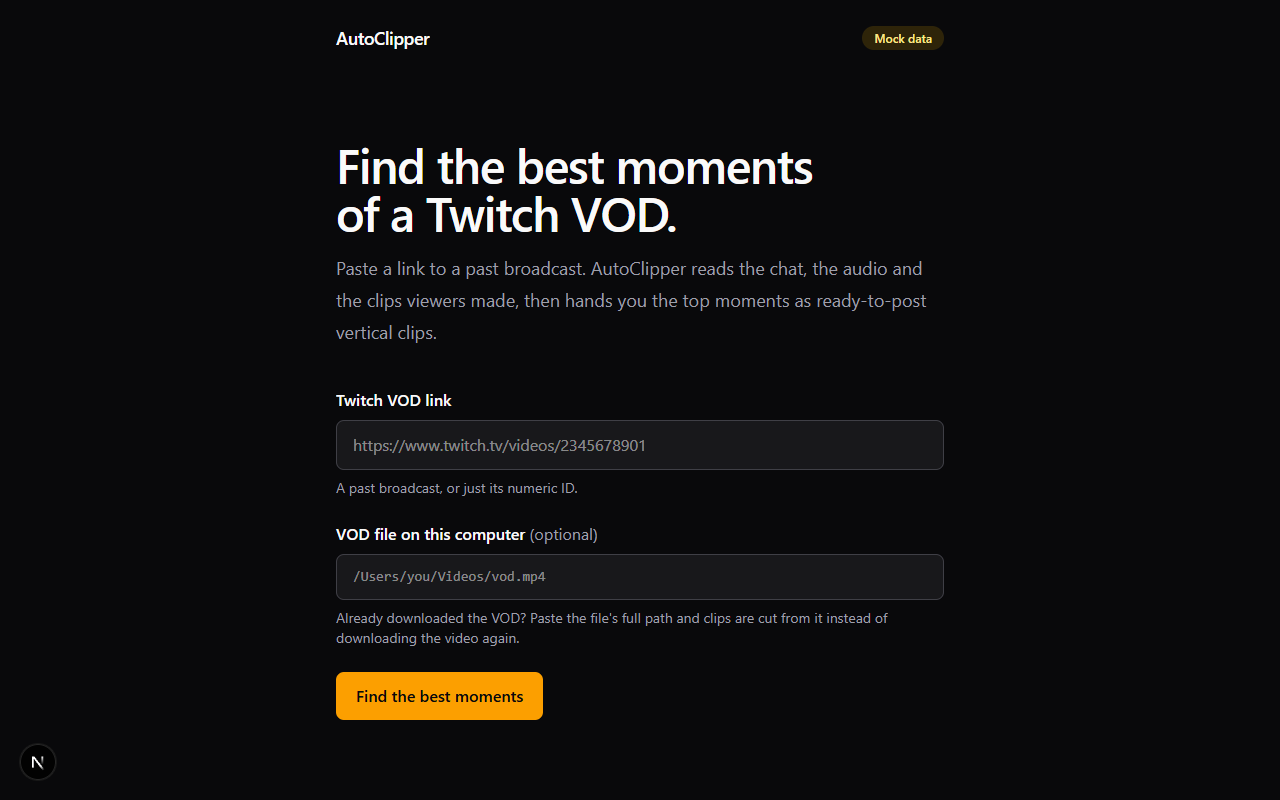 AutoClipper
Mock data
Find the best moments
of a Twitch VOD.
Paste a link to a past broadcast. AutoClipper reads the chat, the audio and
the clips viewers made, then hands you the top moments as ready-to-post
vertical clips.
Twitch VOD link
https://www.twitch.tv/videos/2345678901
A past broadcast, or just its numeric ID.
VOD file on this computer (optional)
/Users/you/Videos/vod.mp4
Already downloaded the VOD? Paste the file's full path and clips are cut from it instead of
downloading the video again.
Find the best moments
N